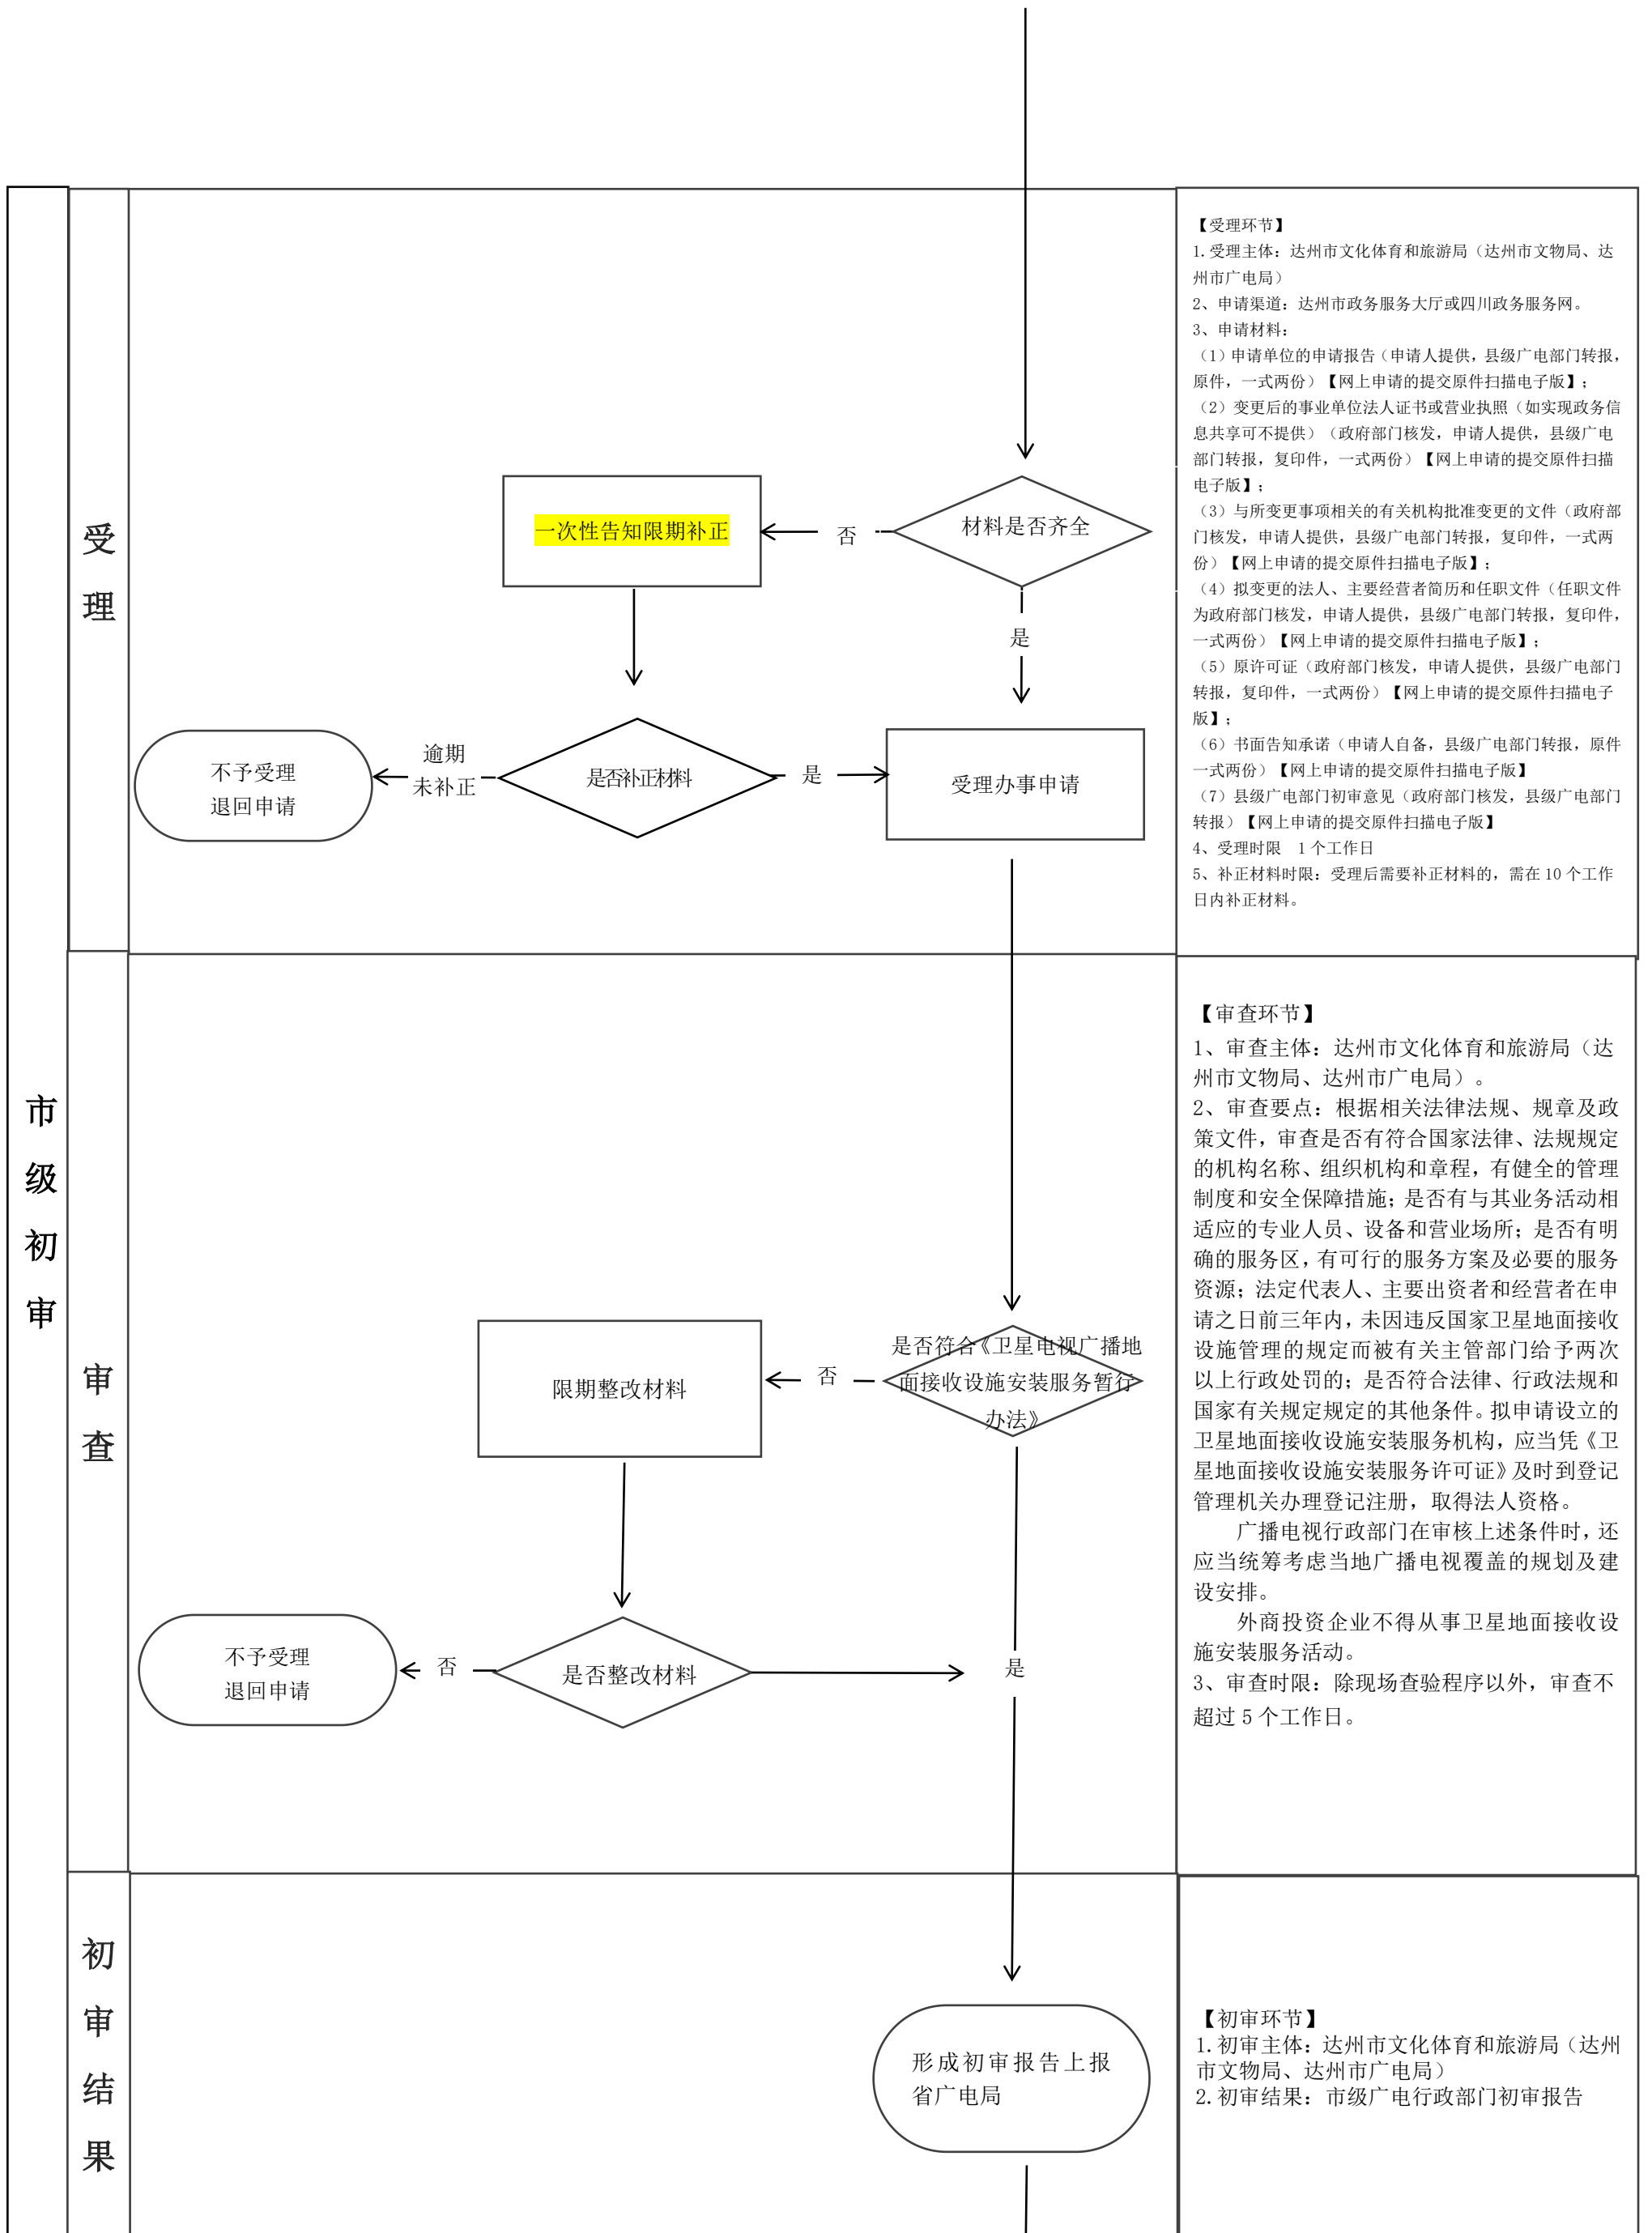 市
级
初
审
受
理
一次性告知限期补正
否
材料是否齐全
是
不予受理
退回申请
逾期
未补正
是否补正材料
是
受理办事申请
【受理环节】
1.受理主体：达州市文化体育和旅游局（达州市文物局、达
州市广电局）
2、申请渠道：达州市政务服务大厅或四川政务服务网。
3、申请材料：
（1）申请单位的申请报告（申请人提供，县级广电部门转报，
原件，一式两份）【网上申请的提交原件扫描电子版】；
（2）变更后的事业单位法人证书或营业执照（如实现政务信
息共享可不提供）（政府部门核发，申请人提供，县级广电
部门转报，复印件，一式两份）【网上申请的提交原件扫描
电子版】；
（3）与所变更事项相关的有关机构批准变更的文件（政府部
门核发，申请人提供，县级广电部门转报，复印件，一式两
份）【网上申请的提交原件扫描电子版】；
（4）拟变更的法人、主要经营者简历和任职文件（任职文件
为政府部门核发，申请人提供，县级广电部门转报，复印件，
一式两份）【网上申请的提交原件扫描电子版】；
（5）原许可证（政府部门核发，申请人提供，县级广电部门
转报，复印件，一式两份）【网上申请的提交原件扫描电子
版】；
（6）书面告知承诺（申请人自备，县级广电部门转报，原件
一式两份）【网上申请的提交原件扫描电子版】
（7）县级广电部门初审意见（政府部门核发，县级广电部门
转报）【网上申请的提交原件扫描电子版】
4、受理时限 1个工作日
5、补正材料时限：受理后需要补正材料的，需在10个工作
日内补正材料。
审
查
限期整改材料
否
是否符合《卫星电视广播地
面接收设施安装服务暂行
办法》
不予受理
退回申请
否
是否整改材料
是
【审查环节】
1、审查主体：达州市文化体育和旅游局（达
州市文物局、达州市广电局）。
2、审查要点：根据相关法律法规、规章及政
策文件，审查是否有符合国家法律、法规规定
的机构名称、组织机构和章程，有健全的管理
制度和安全保障措施；是否有与其业务活动相
适应的专业人员、设备和营业场所；是否有明
确的服务区，有可行的服务方案及必要的服务
资源；法定代表人、主要出资者和经营者在申
请之日前三年内，未因违反国家卫星地面接收
设施管理的规定而被有关主管部门给予两次
以上行政处罚的；是否符合法律、行政法规和
国家有关规定规定的其他条件。拟申请设立的
卫星地面接收设施安装服务机构，应当凭《卫
星地面接收设施安装服务许可证》及时到登记
管理机关办理登记注册，取得法人资格。
广播电视行政部门在审核上述条件时，还
应当统筹考虑当地广播电视覆盖的规划及建
设安排。
外商投资企业不得从事卫星地面接收设
施安装服务活动。
3、审查时限：除现场查验程序以外，审查不
超过5个工作日。
初
审
结
果
形成初审报告上报
省广电局
【初审环节】
1.初审主体：达州市文化体育和旅游局（达州
市文物局、达州市广电局）
2.初审结果：市级广电行政部门初审报告